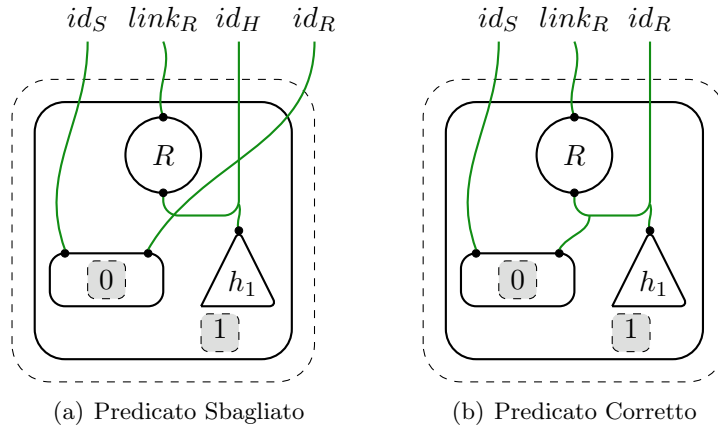 id_S link_R id_H id_R
R
0
h_1
1
(a) Predicato Sbagliato
id_S link_R id_R
R
0
h_1
1
(b) Predicato Corretto